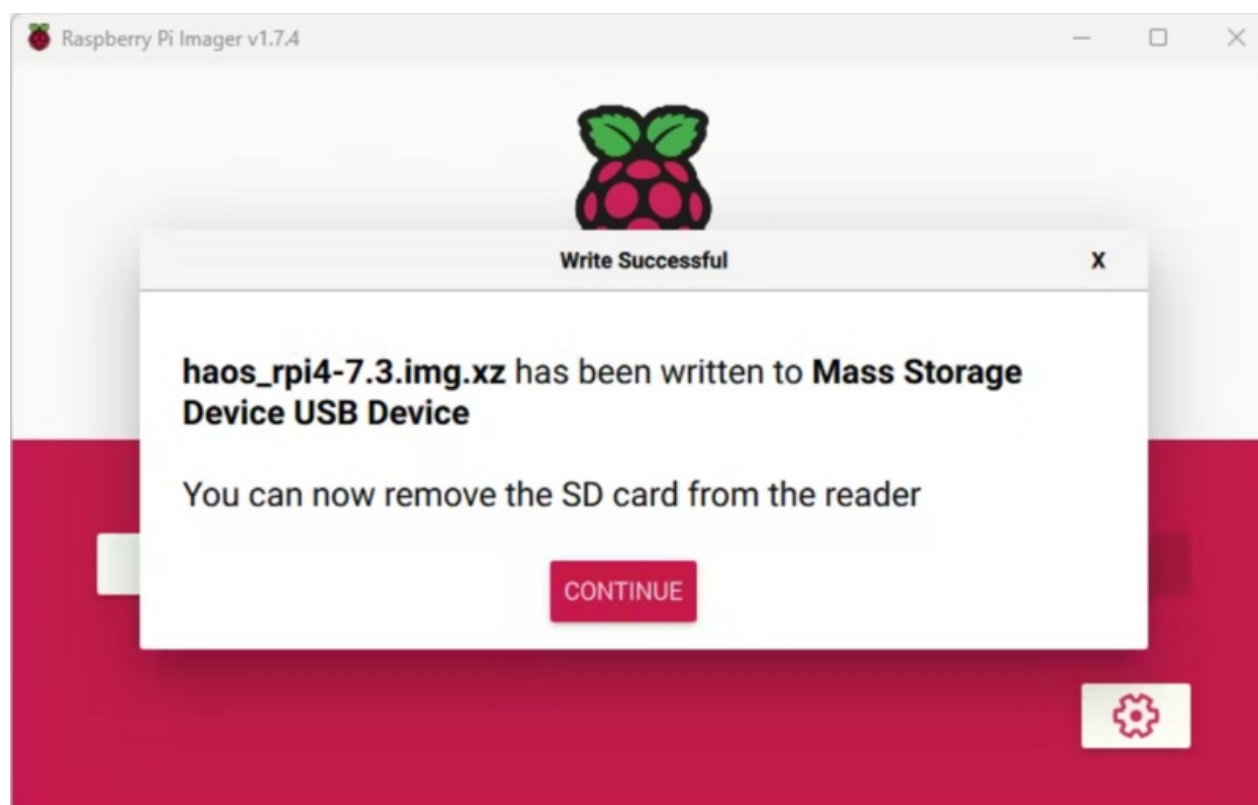 Raspberry Pi Imager v1.7.4
Write Successful
X
haos_rpi4-7.3.img.xz has been written to Mass Storage
Device USB Device
You can now remove the SD card from the reader
CONTINUE